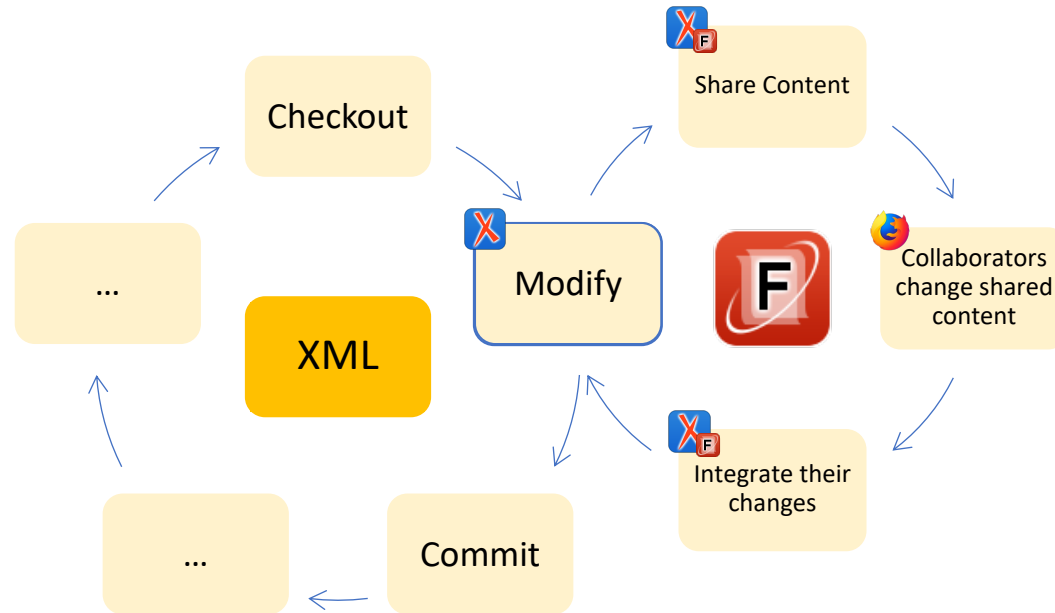 Share Content
Checkout
Collaborators
change shared
content
Modify
F
...
XML
Integrate their
changes
Commit
...